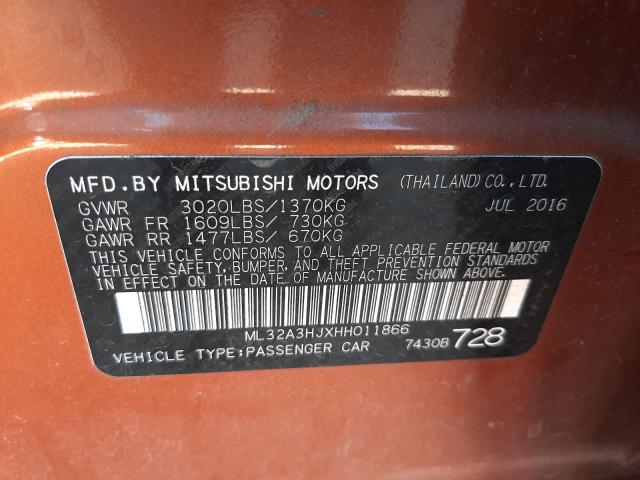 MFD.BY MITSUBISHI MOTORS (THAILAND) CO.,LTD.
GVWR 3020LBS/1370KG JUL 2016
GAWR FR 1609LBS/ 730KG
GAWR RR 1477LBS/ 670KG
THIS VEHICLE CONFORMS TO ALL APPLICABLE FEDERAL MOTOR
VEHICLE SAFETY, BUMPER, AND THEFT PREVENTION STANDARDS
IN EFFECT ON THE DATE OF MANUFACTURE SHOWN ABOVE.
ML32A3HJXHH011866
VEHICLE TYPE:PASSENGER CAR 7430B 728